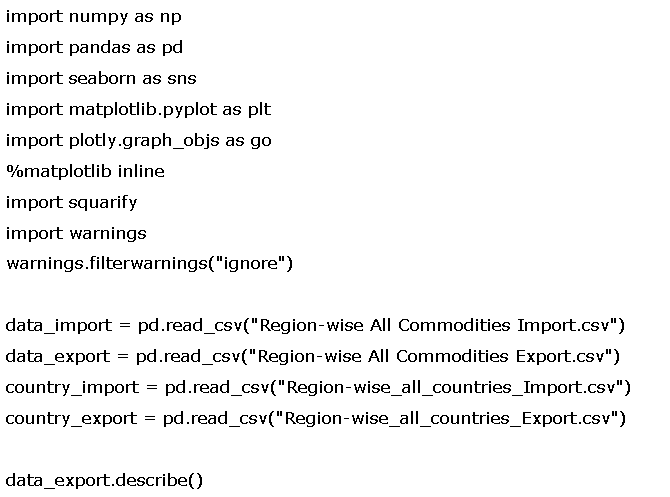 import numpy as np
import pandas as pd
import seaborn as sns
import matplotlib.pyplot as plt
import plotly.graph_objs as go
%matplotlib inline
import squarify
import warnings
warnings.filterwarnings("ignore")
data_import = pd.read_csv("Region-wise All Commodities Import.csv")
data_export = pd.read_csv("Region-wise All Commodities Export.csv")
country_import = pd.read_csv("Region-wise_all_countries_Import.csv")
country_export = pd.read_csv("Region-wise_all_countries_Export.csv")
data_export.describe()